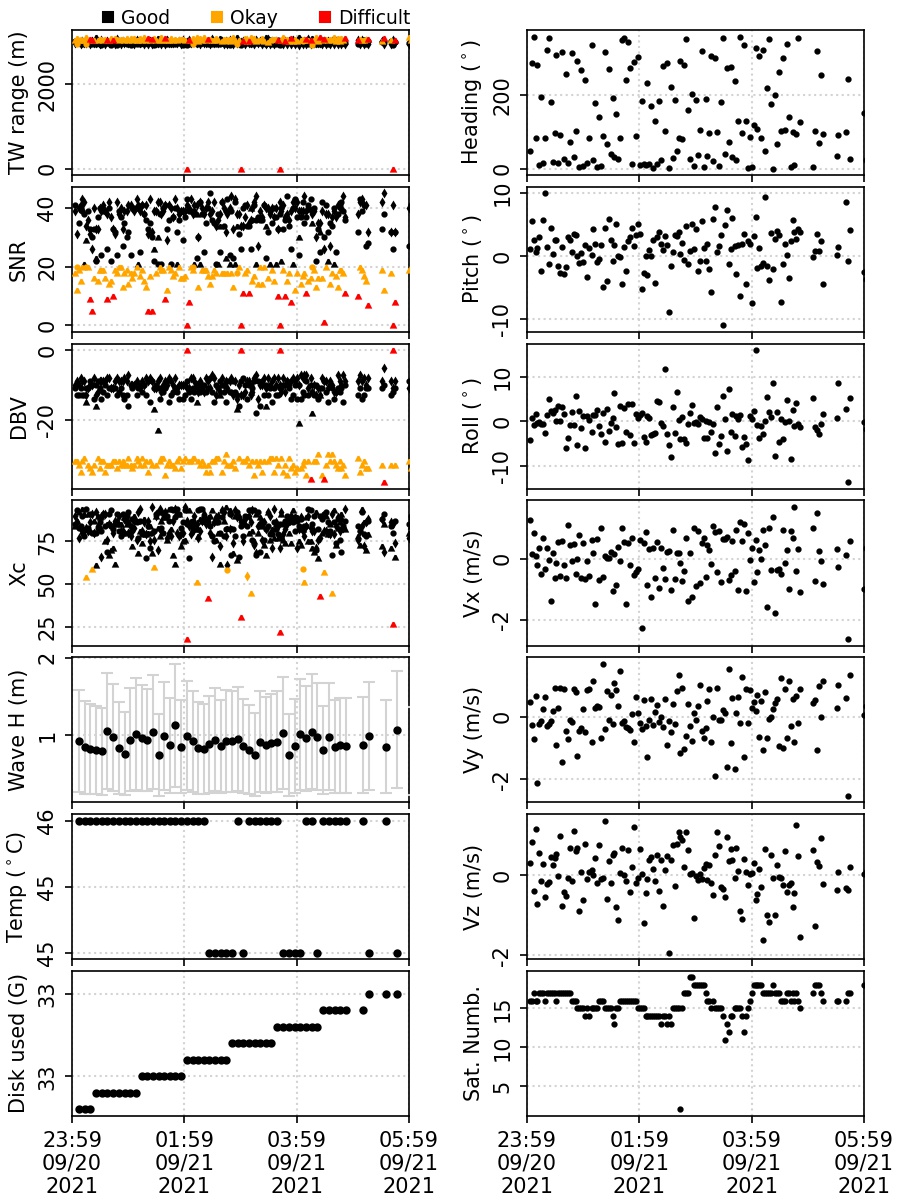 Good Okay Difficult
TW range (m)
2000
0
Heading (°)
200
0
SNR
40
20
0
Pitch (°)
10
0
-10
DBV
0
-20
Roll (°)
10
0
-10
Xc
75
50
25
Vx (m/s)
0
-2
Wave H (m)
2
1
Vy (m/s)
0
-2
Temp (°C)
46
45
45
Vz (m/s)
0
-2
Disk used (G)
33
33
Sat. Numb.
15
10
5
23:59 01:59 03:59 05:59 23:59 01:59 03:59 05:59
09/20 09/21 09/21 09/21 09/20 09/21 09/21 09/21
2021 2021 2021 2021 2021 2021 2021 2021